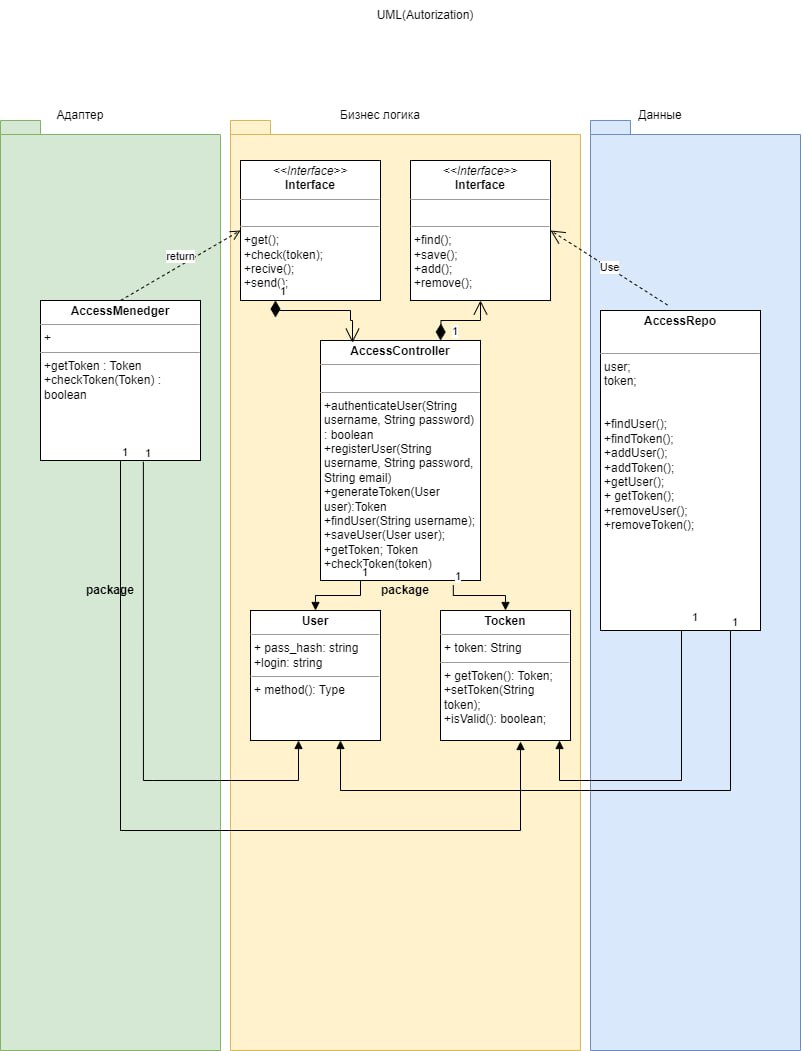 UML(Autorization)
Адаптер
Бизнес логика
Данные
<<Interface>>
Interface
+get();
+check(token);
+recive();
+send();
1
<<Interface>>
Interface
+find();
+save();
+add();
+remove();
return
Use
AccessMenedger
+
+getToken : Token
+checkToken(Token) :
boolean
1
1
1
AccessController
+authenticateUser(String
username, String password)
: boolean
+registerUser(String
username, String password,
String email)
+generateToken(User
user):Token
+findUser(String username);
+saveUser(User user);
+getToken; Token
+checkToken(token)
1
1
AccessRepo
user;
token;
+findUser();
+findToken();
+addUser();
+addToken();
+getUser();
+ getToken();
+removeUser();
+removeToken();
1
1
package
package
User
+ pass_hash: string
+login: string
+ method(): Type
Tocken
+ token: String
+ getToken(): Token;
+setToken(String
token);
+isValid(): boolean;